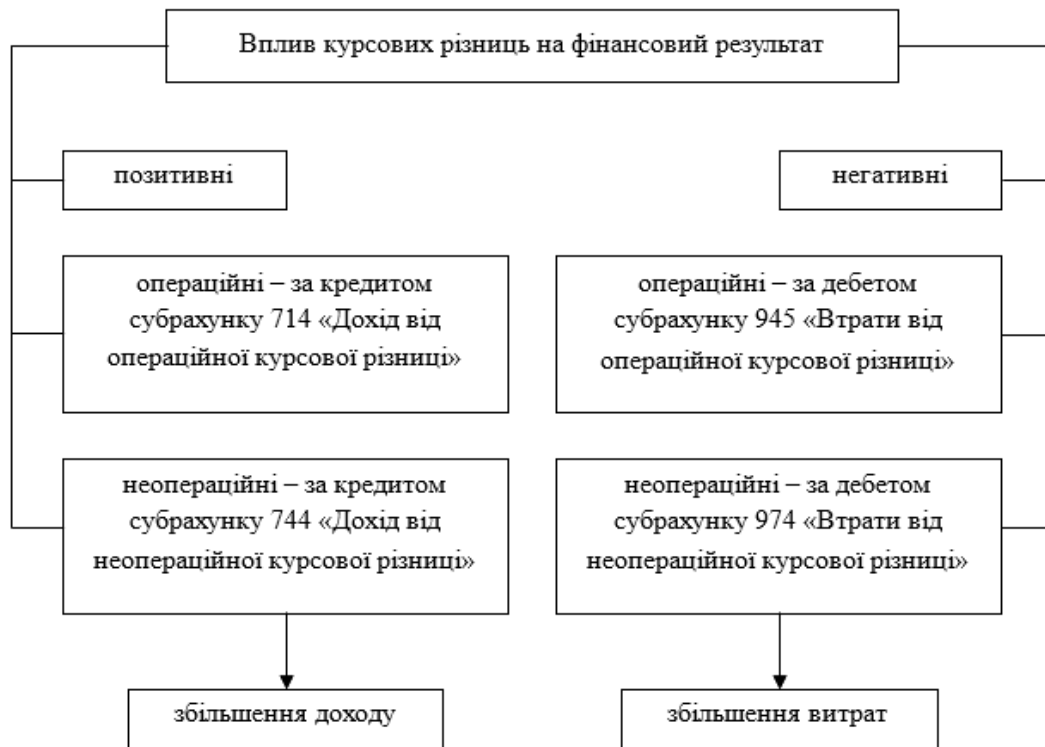 Вплив курсових різниць на фінансовий результат
позитивні
негативні
операційні – за кредитом
субрахунку 714 «Дохід від
операційної курсової різниці»
операційні – за дебетом
субрахунку 945 «Втрати від
операційної курсової різниці»
неопераційні – за кредитом
субрахунку 744 «Дохід від
неопераційної курсової різниці»
неопераційні – за дебетом
субрахунку 974 «Втрати від
неопераційної курсової різниці»
збільшення доходу
збільшення витрат